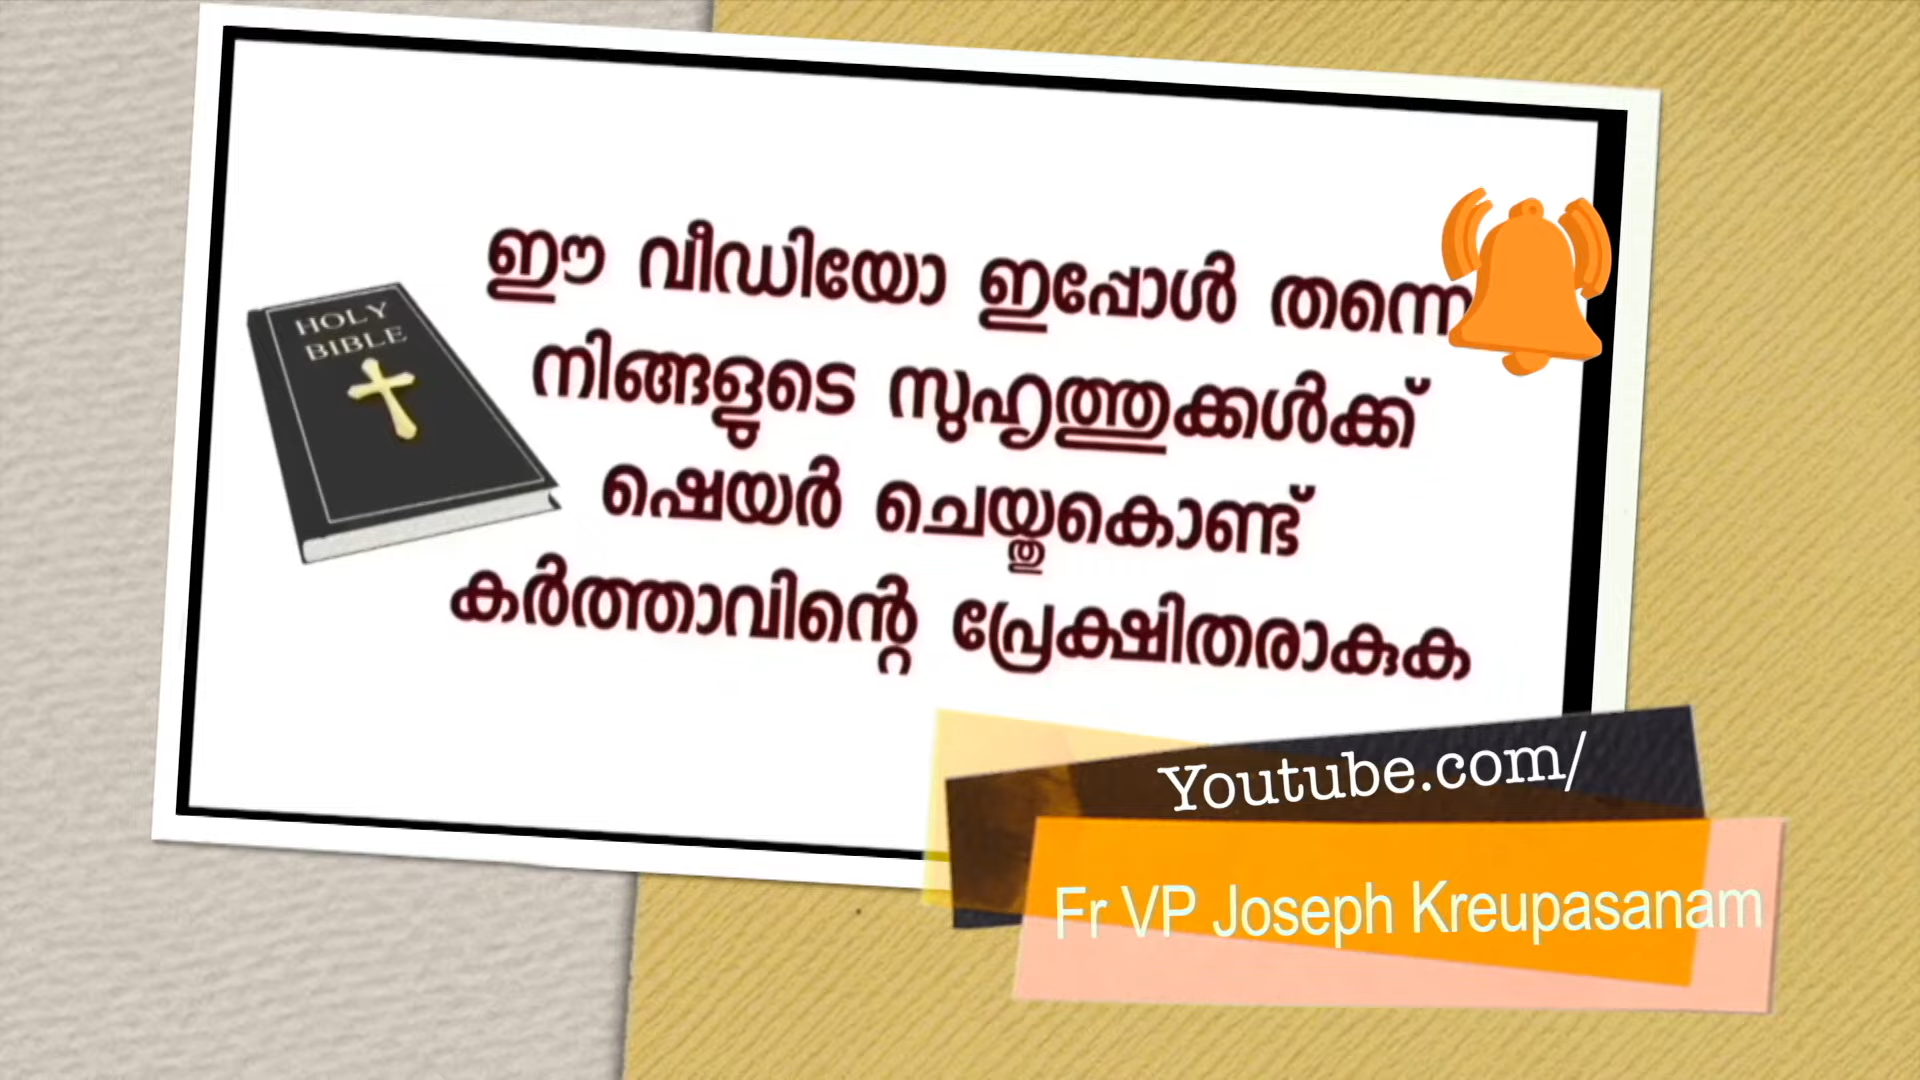 HOLY
BIBLE
ഈ വീഡിയോ ഇപ്പോൾ തന്നെ
നിങ്ങളുടെ സുഹൃത്തുക്കൾക്ക്
ഷെയർ ചെയ്തുകൊണ്ട്
കർത്താവിന്റെ പ്രേക്ഷിതരാകുക
Youtube.com/
Fr VP Joseph Kreupasanam